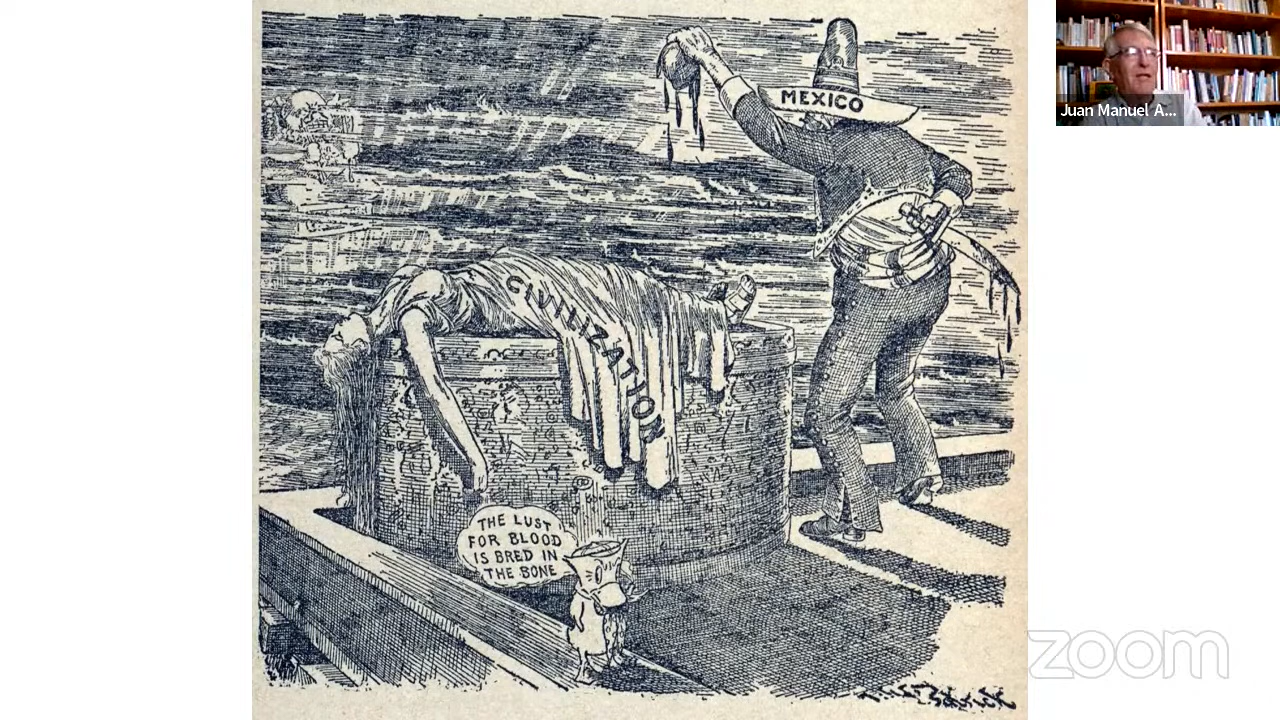 MEXICO
Juan Manuel A...
CIVILIZATION
THE LUST
FOR BLOOD
IS BRED IN
THE BONE
zoom